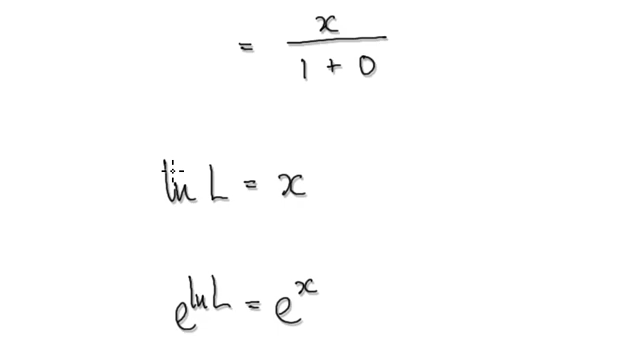 = x / (1 + 0)
ln L = x
e^{ln L} = e^x